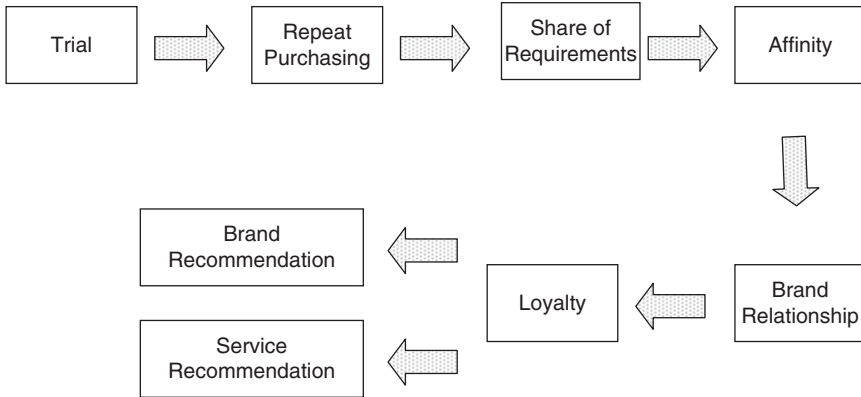 Trial
Repeat
Purchasing
Share of
Requirements
Affinity
Brand
Relationship
Loyalty
Brand
Recommendation
Service
Recommendation